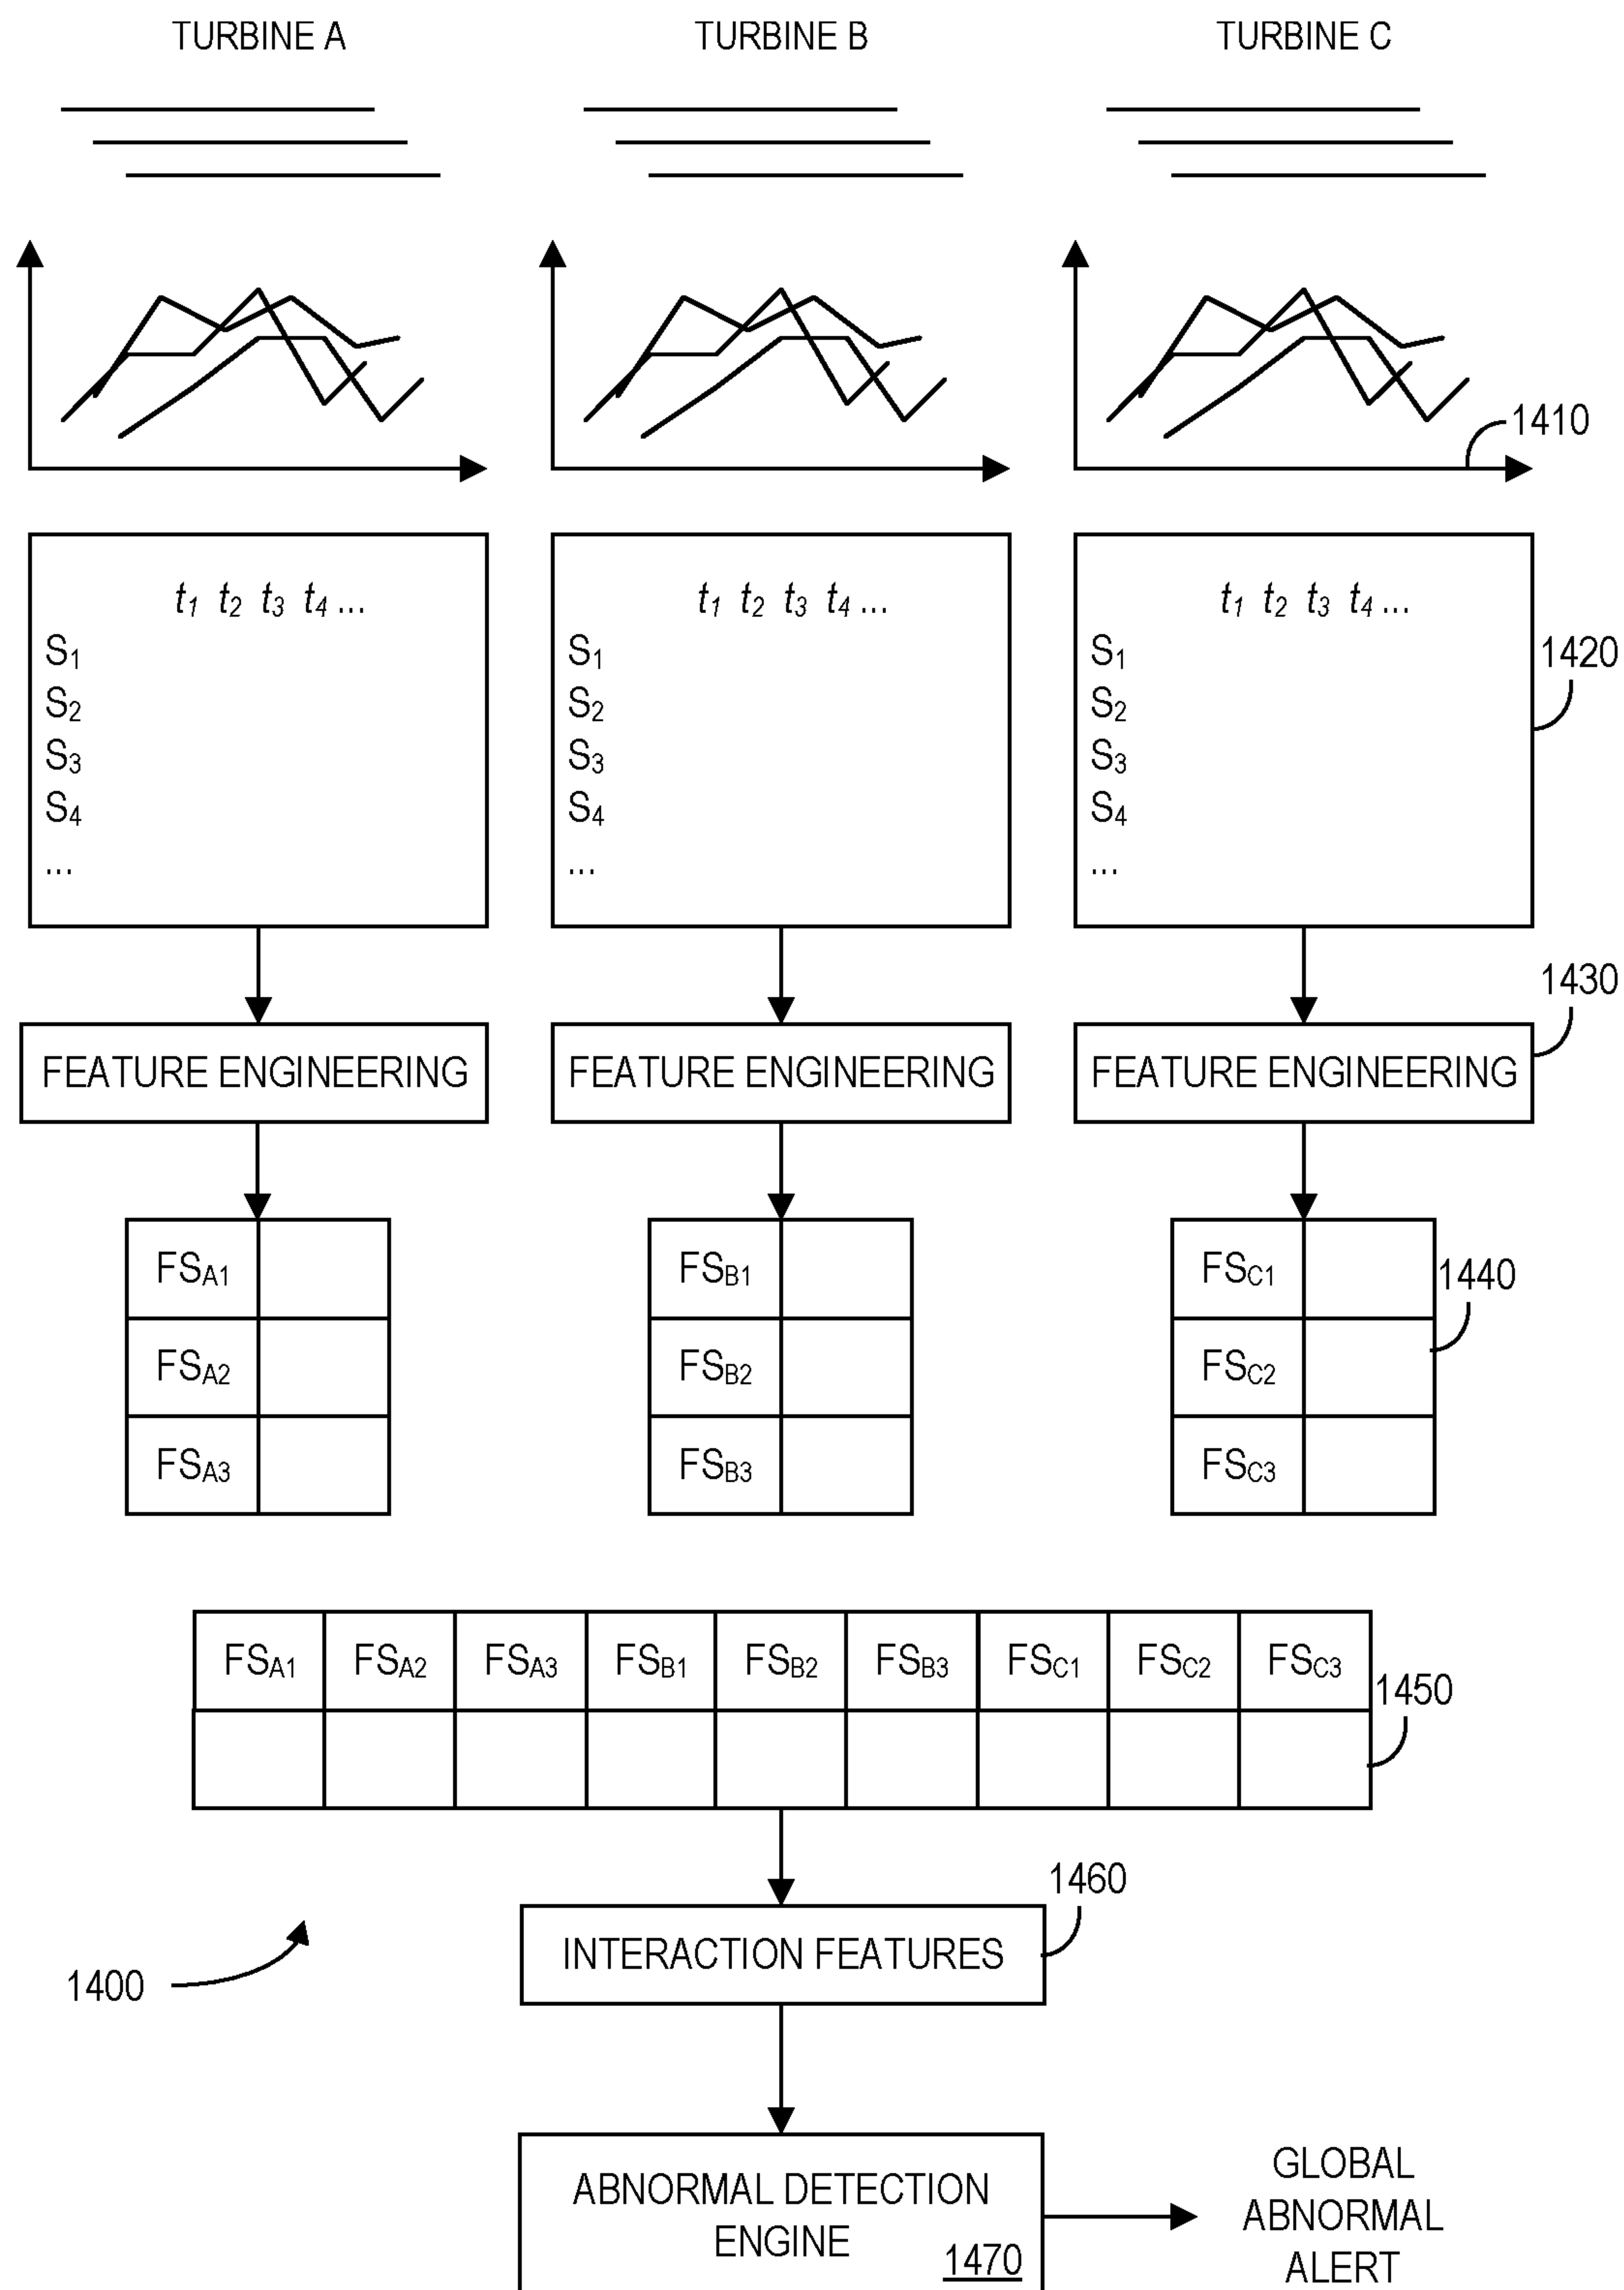 TURBINE A TURBINE B TURBINE C
1410
t1 t2 t3 t4 ... t1 t2 t3 t4 ... t1 t2 t3 t4 ...
S1 S1 S1 1420
S2 S2 S2
S3 S3 S3
S4 S4 S4
... ... ...
1430
FEATURE ENGINEERING FEATURE ENGINEERING FEATURE ENGINEERING
FSA1 FSB1 FSC1 1440
FSA2 FSB2 FSC2
FSA3 FSB3 FSC3
FSA1 FSA2 FSA3 FSB1 FSB2 FSB3 FSC1 FSC2 FSC3
1450
1460
INTERACTION FEATURES
1400
ABNORMAL DETECTION
ENGINE
1470
GLOBAL
ABNORMAL
ALERT